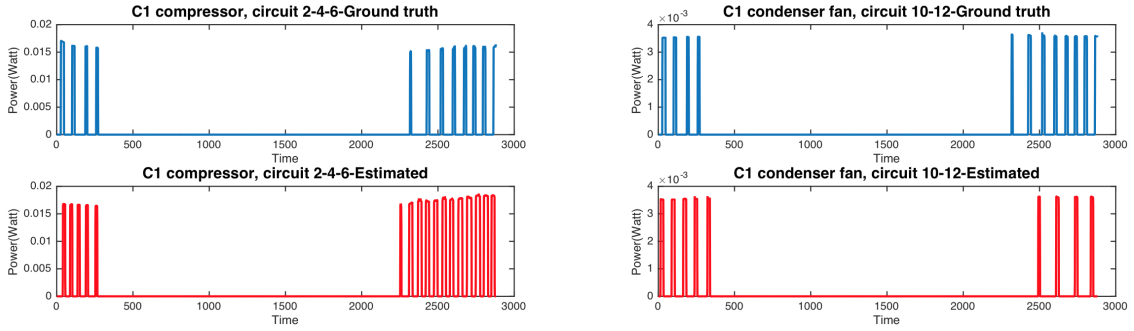 C1 compressor, circuit 2-4-6-Ground truth
0.02
0.015
0.01
0.005
0
Power(Watt)
0 500 1000 1500 2000 2500 3000
Time
C1 condenser fan, circuit 10-12-Ground truth
×10⁻³
4
3
2
1
0
Power(Watt)
0 500 1000 1500 2000 2500 3000
Time
C1 compressor, circuit 2-4-6-Estimated
0.02
0.015
0.01
0.005
0
Power(Watt)
0 500 1000 1500 2000 2500 3000
Time
C1 condenser fan, circuit 10-12-Estimated
×10⁻³
4
3
2
1
0
Power(Watt)
0 500 1000 1500 2000 2500 3000
Time